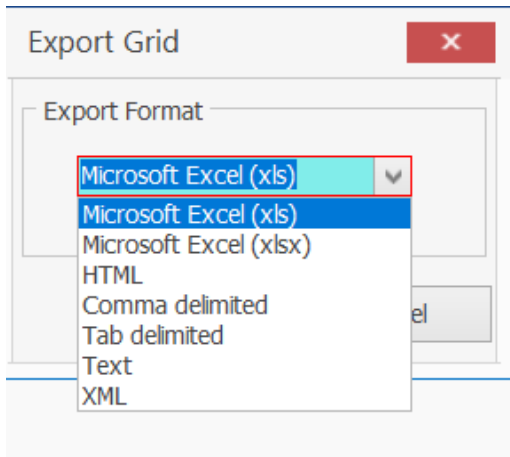 Export Grid
Export Format
Microsoft Excel (xls)
Microsoft Excel (xls)
Microsoft Excel (xlsx)
HTML
Comma delimited
el
Tab delimited
Text
XML